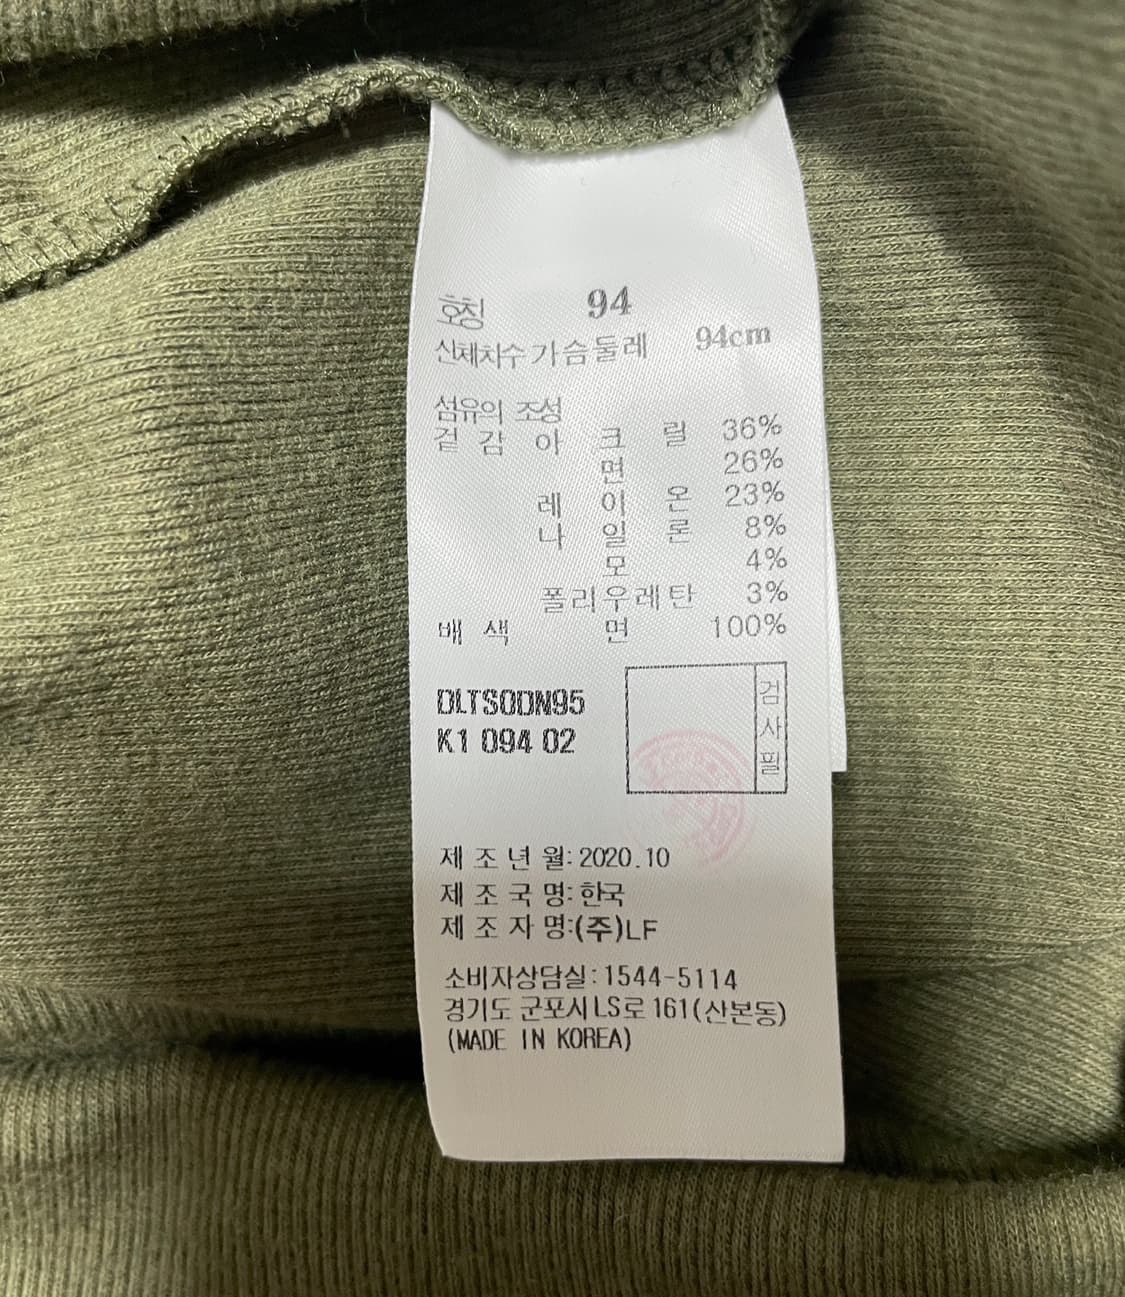 호칭 94
신체치수 가슴둘레 94cm
섬유의 조성
겉 감 아 크 릴 36%
면 26%
레 이 온 23%
나 일 론 8%
모 4%
폴리우레탄 3%
배 색 면 100%
DLTS0DN95
K1 094 02
검사필
제 조 년 월: 2020.10
제 조 국 명: 한국
제 조 자 명:(주)LF
소비자상담실: 1544-5114
경기도 군포시 LS로 161(산본동)
(MADE IN KOREA)